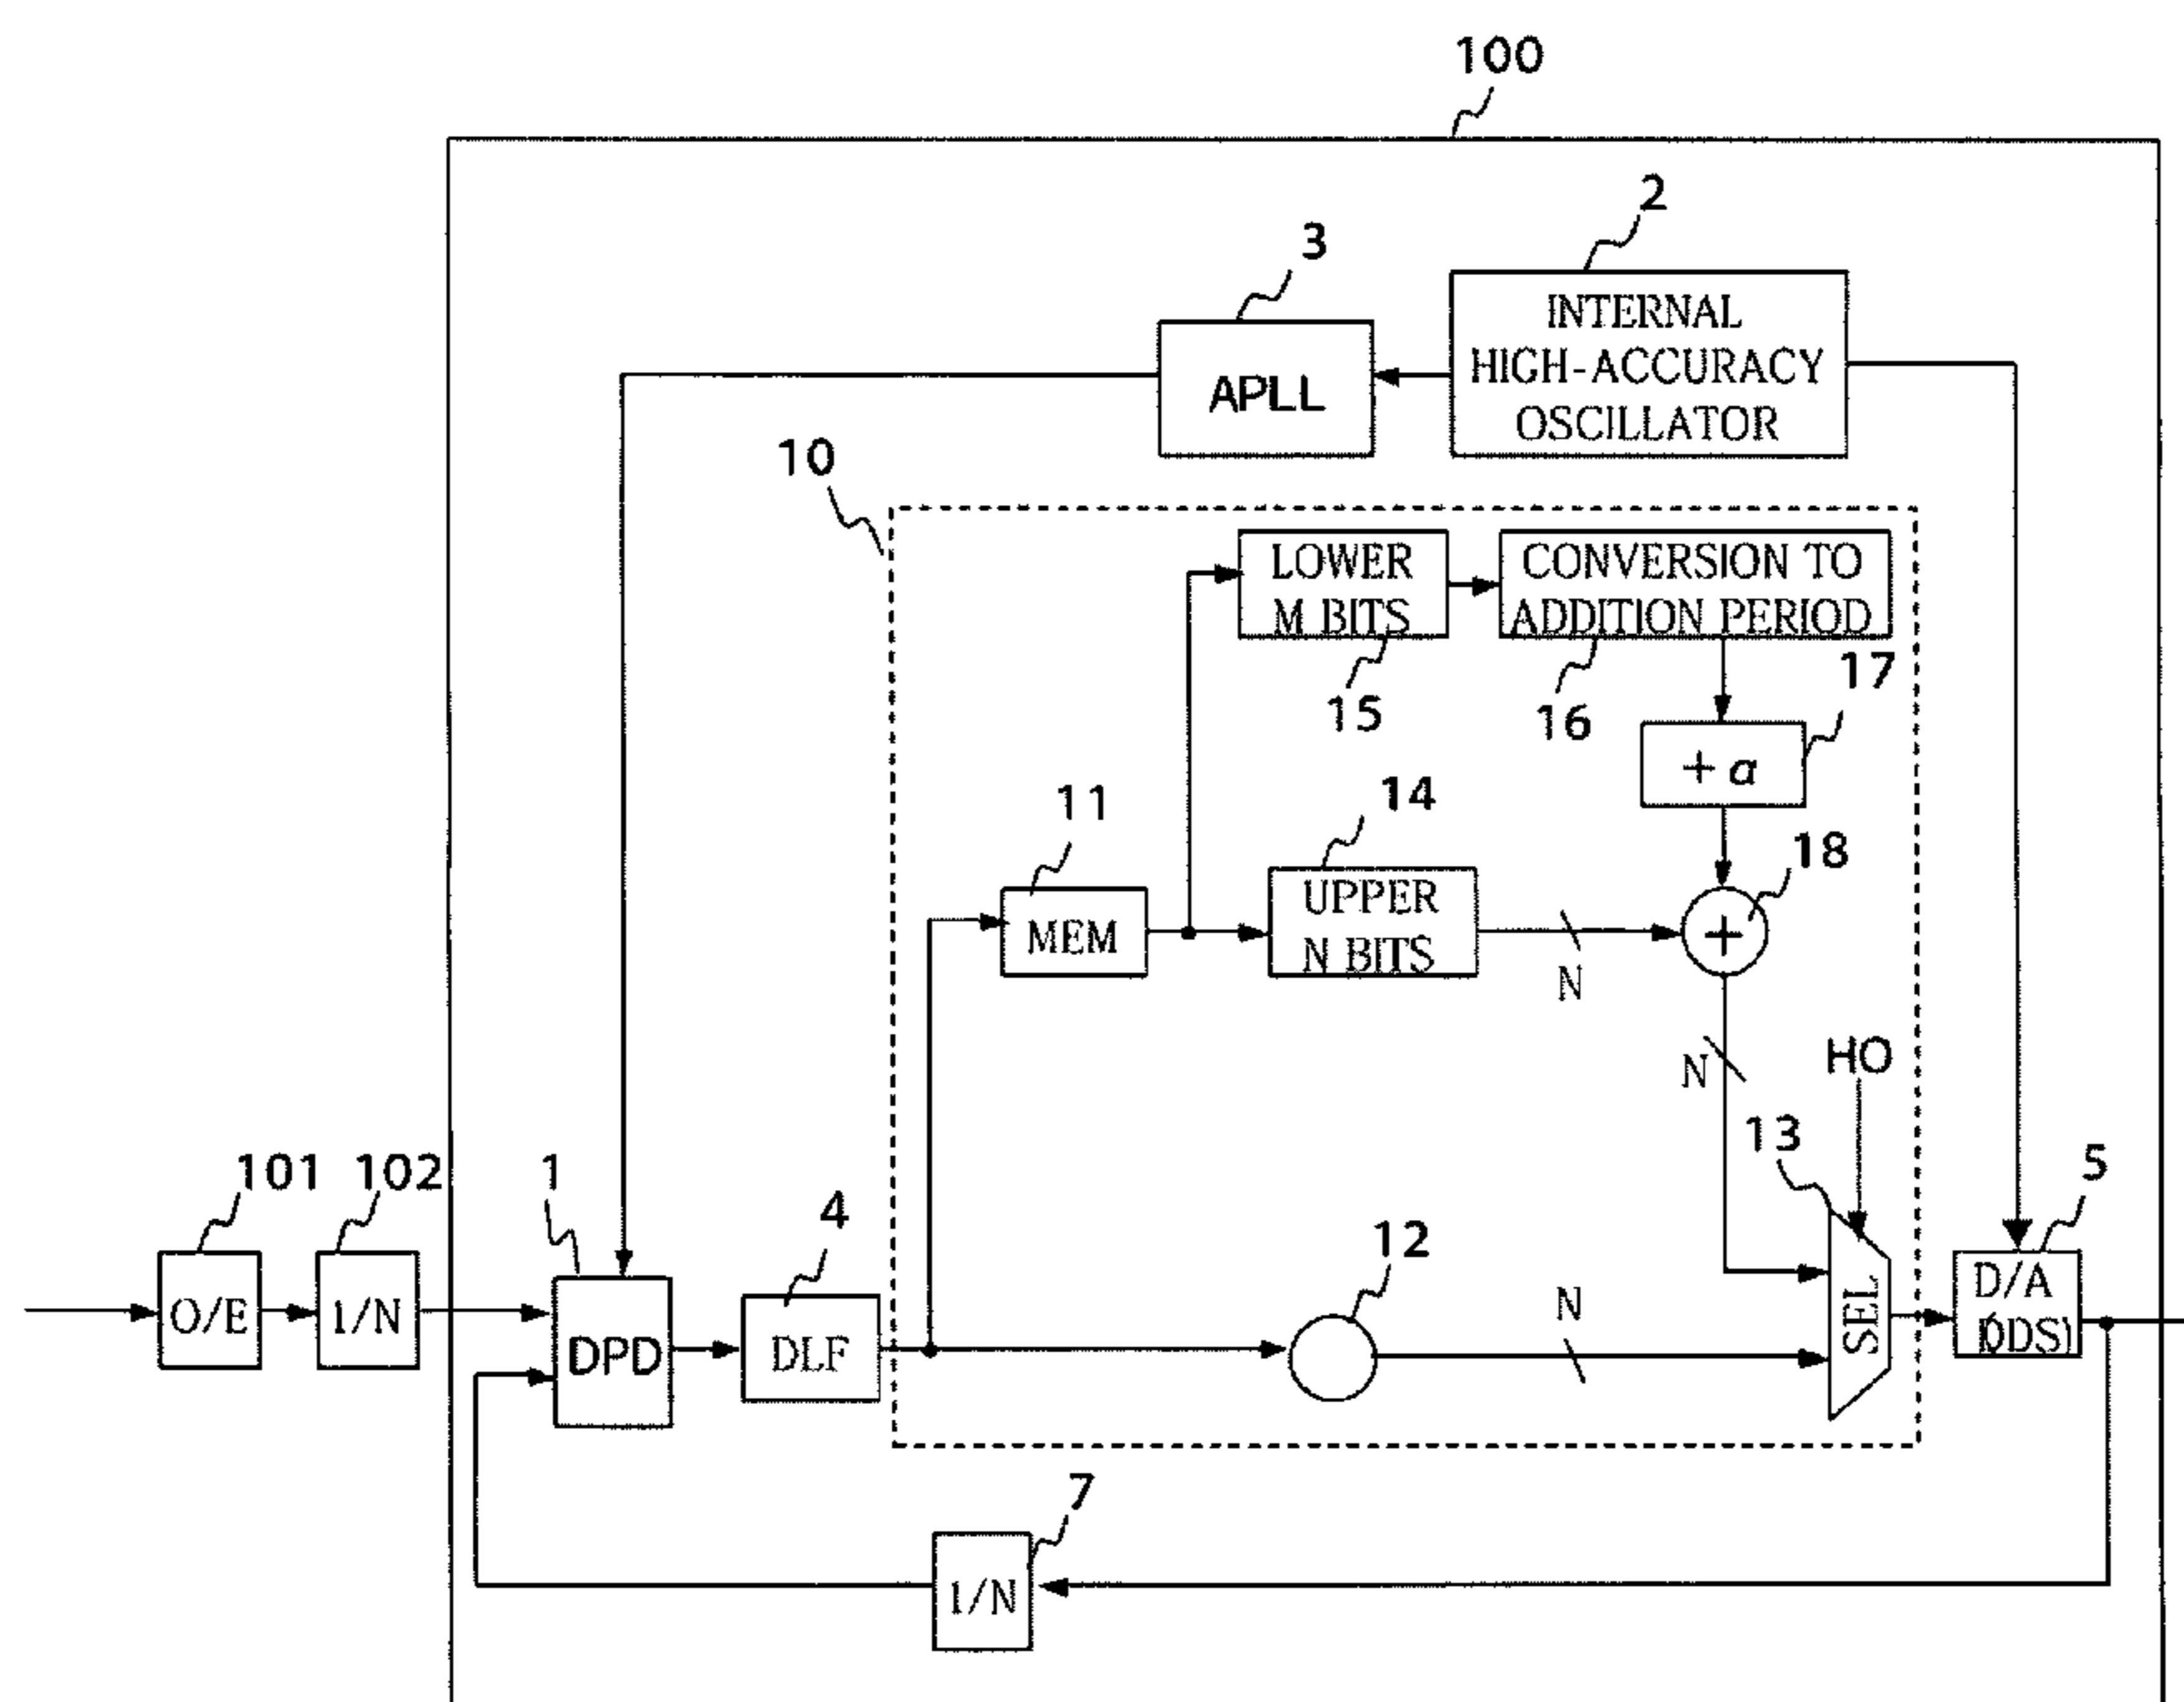 100
2
3
INTERNAL
HIGH-ACCURACY
OSCILLATOR
APLL
10
LOWER
M BITS
CONVERSION TO
ADDITION PERIOD
15
16
17
+ α
11
14
18
MEM
UPPER
N BITS
N
+
N
HO
13
101
102
1
4
12
5
O/E
1/N
DPD
DLF
N
SEL
D/A
(DDS)
7
1/N